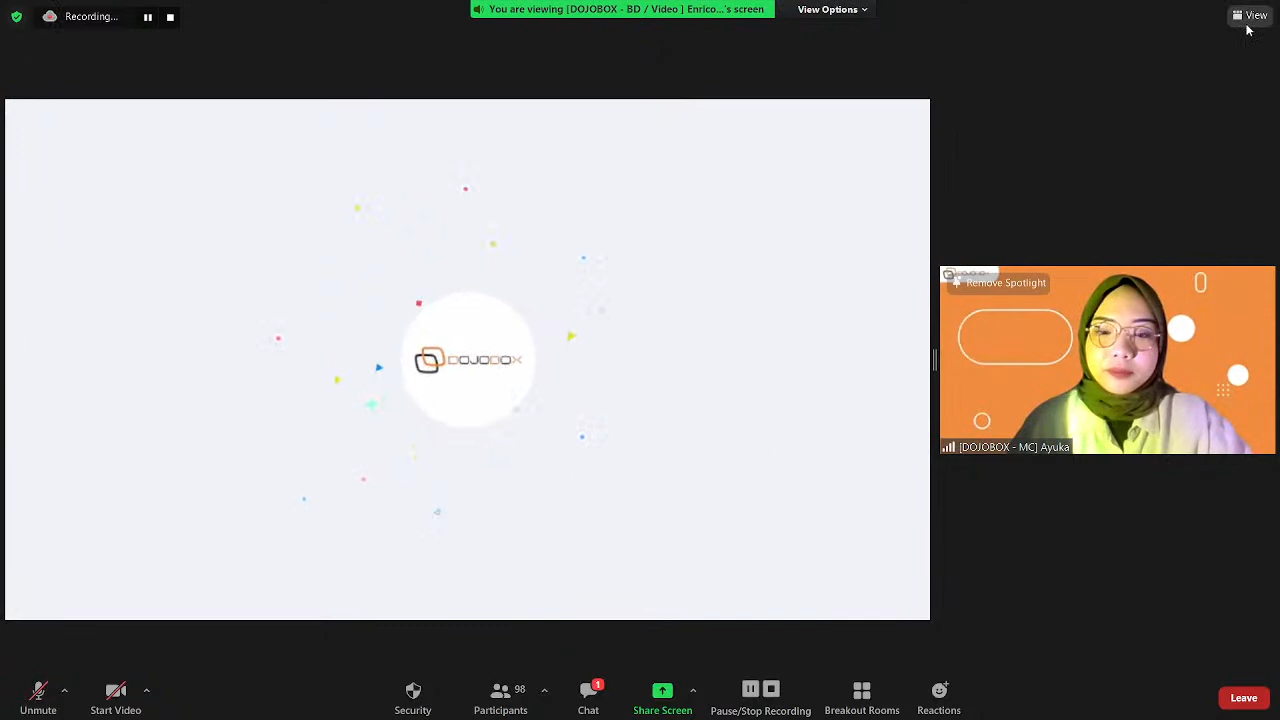 Recording...
You are viewing [DOJOBOX - BD / Video ] Enrico...'s screen
View Options
View
DOJOBOX
DOJOBOX
Remove Spotlight
[DOJOBOX - MC] Ayuka
Unmute
Start Video
Security
98
Participants
1
Chat
Share Screen
Pause/Stop Recording
Breakout Rooms
Reactions
Leave